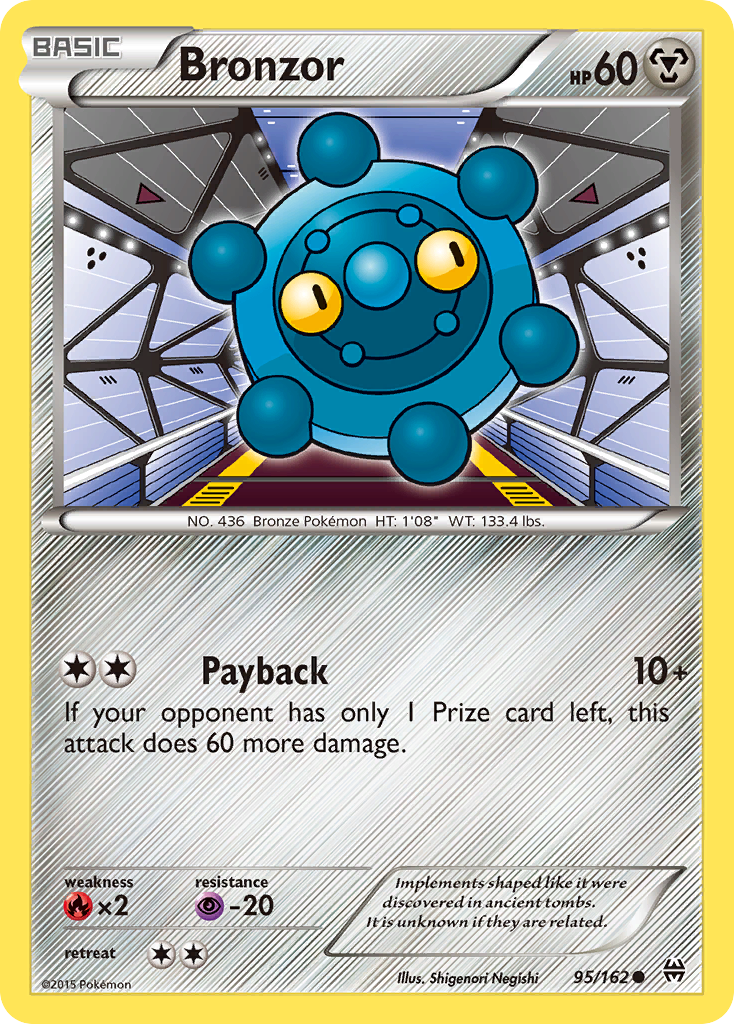 BASIC
Bronzor
HP60
NO. 436 Bronze Pokémon HT: 1'08" WT: 133.4 lbs.
Payback 10+
If your opponent has only 1 Prize card left, this
attack does 60 more damage.
weakness
×2
resistance
-20
retreat
Implements shaped like it were
discovered in ancient tombs.
It is unknown if they are related.
©2015 Pokémon
Illus. Shigenori Negishi
95/162